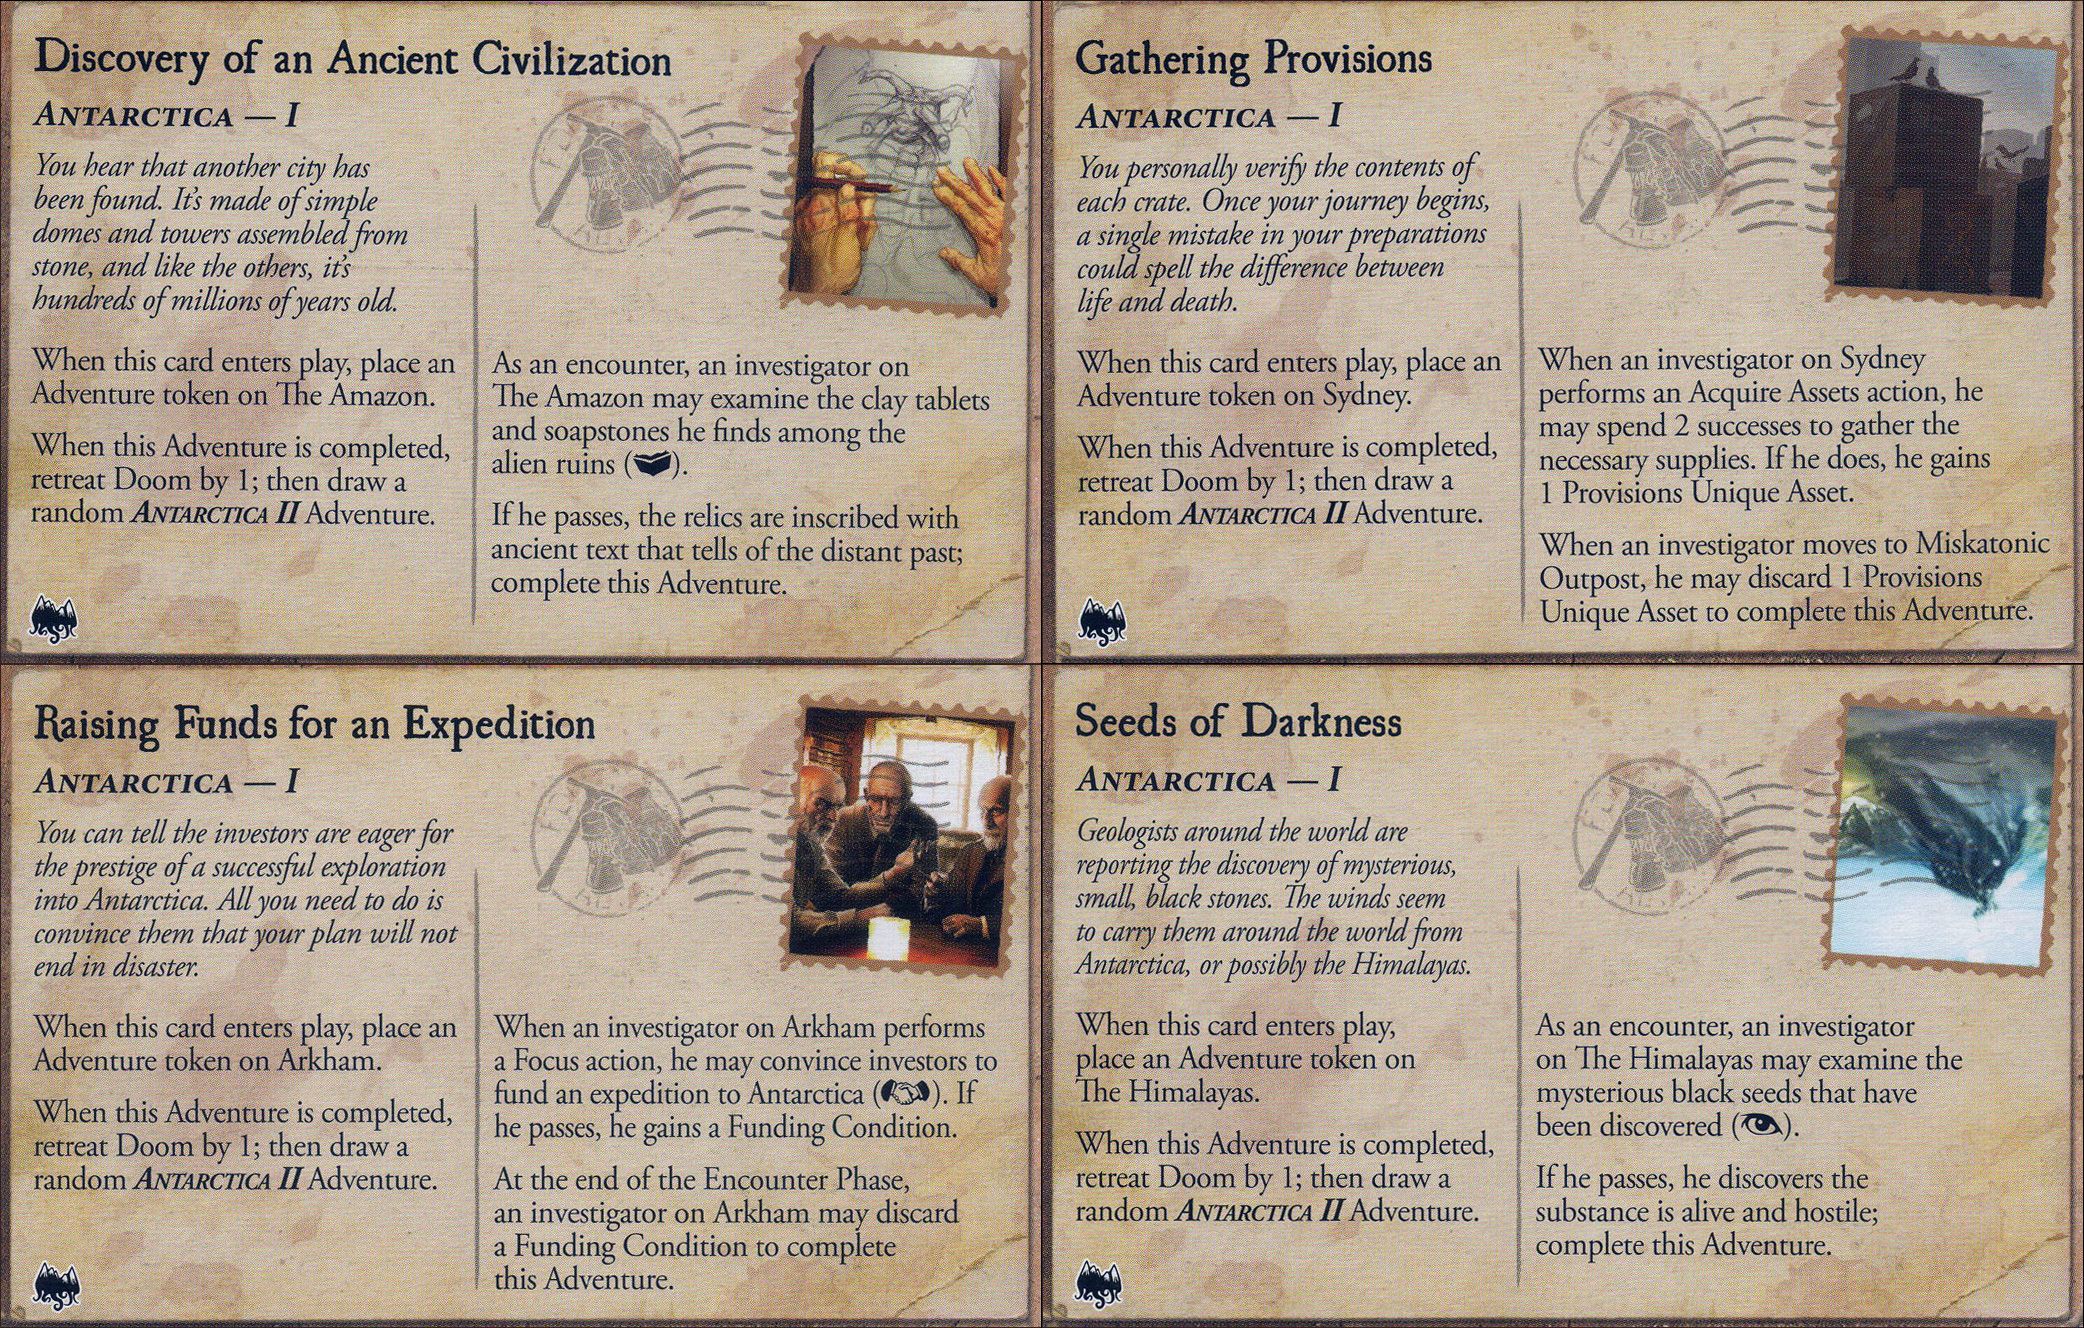 Discovery of an Ancient Civilization
ANTARCTICA — I
You hear that another city has
been found. It's made of simple
domes and towers assembled from
stone, and like the others, it's
hundreds of millions of years old.
When this card enters play, place an
Adventure token on The Amazon.
When this Adventure is completed,
retreat Doom by 1; then draw a
random ANTARCTICA II Adventure.
As an encounter, an investigator on
The Amazon may examine the clay tablets
and soapstones he finds among the
alien ruins ( ).
If he passes, the relics are inscribed with
ancient text that tells of the distant past;
complete this Adventure.
Gathering Provisions
ANTARCTICA — I
You personally verify the contents of
each crate. Once your journey begins,
a single mistake in your preparations
could spell the difference between
life and death.
When this card enters play, place an
Adventure token on Sydney.
When this Adventure is completed,
retreat Doom by 1; then draw a
random ANTARCTICA II Adventure.
When an investigator on Sydney
performs an Acquire Assets action, he
may spend 2 successes to gather the
necessary supplies. If he does, he gains
1 Provisions Unique Asset.
When an investigator moves to Miskatonic
Outpost, he may discard 1 Provisions
Unique Asset to complete this Adventure.
Raising Funds for an Expedition
ANTARCTICA — I
You can tell the investors are eager for
the prestige of a successful exploration
into Antarctica. All you need to do is
convince them that your plan will not
end in disaster.
When this card enters play, place an
Adventure token on Arkham.
When this Adventure is completed,
retreat Doom by 1; then draw a
random ANTARCTICA II Adventure.
When an investigator on Arkham performs
a Focus action, he may convince investors to
fund an expedition to Antarctica ( ). If
he passes, he gains a Funding Condition.
At the end of the Encounter Phase,
an investigator on Arkham may discard
a Funding Condition to complete
this Adventure.
Seeds of Darkness
ANTARCTICA — I
Geologists around the world are
reporting the discovery of mysterious,
small, black stones. The winds seem
to carry them around the world from
Antarctica, or possibly the Himalayas.
When this card enters play,
place an Adventure token on
The Himalayas.
When this Adventure is completed,
retreat Doom by 1; then draw a
random ANTARCTICA II Adventure.
As an encounter, an investigator
on The Himalayas may examine the
mysterious black seeds that have
been discovered ( ).
If he passes, he discovers the
substance is alive and hostile;
complete this Adventure.